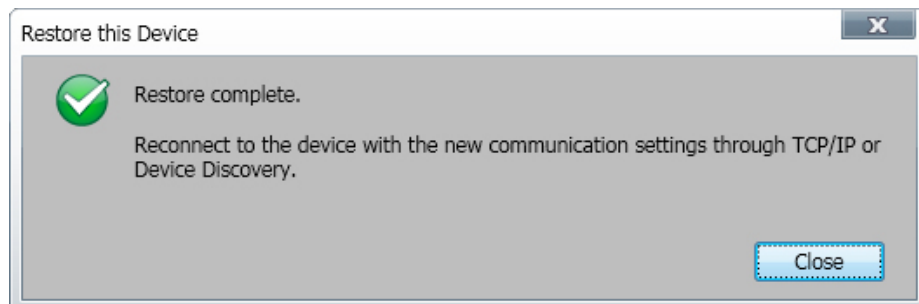 Restore this Device
X
Restore complete.
Reconnect to the device with the new communication settings through TCP/IP or
Device Discovery.
Close